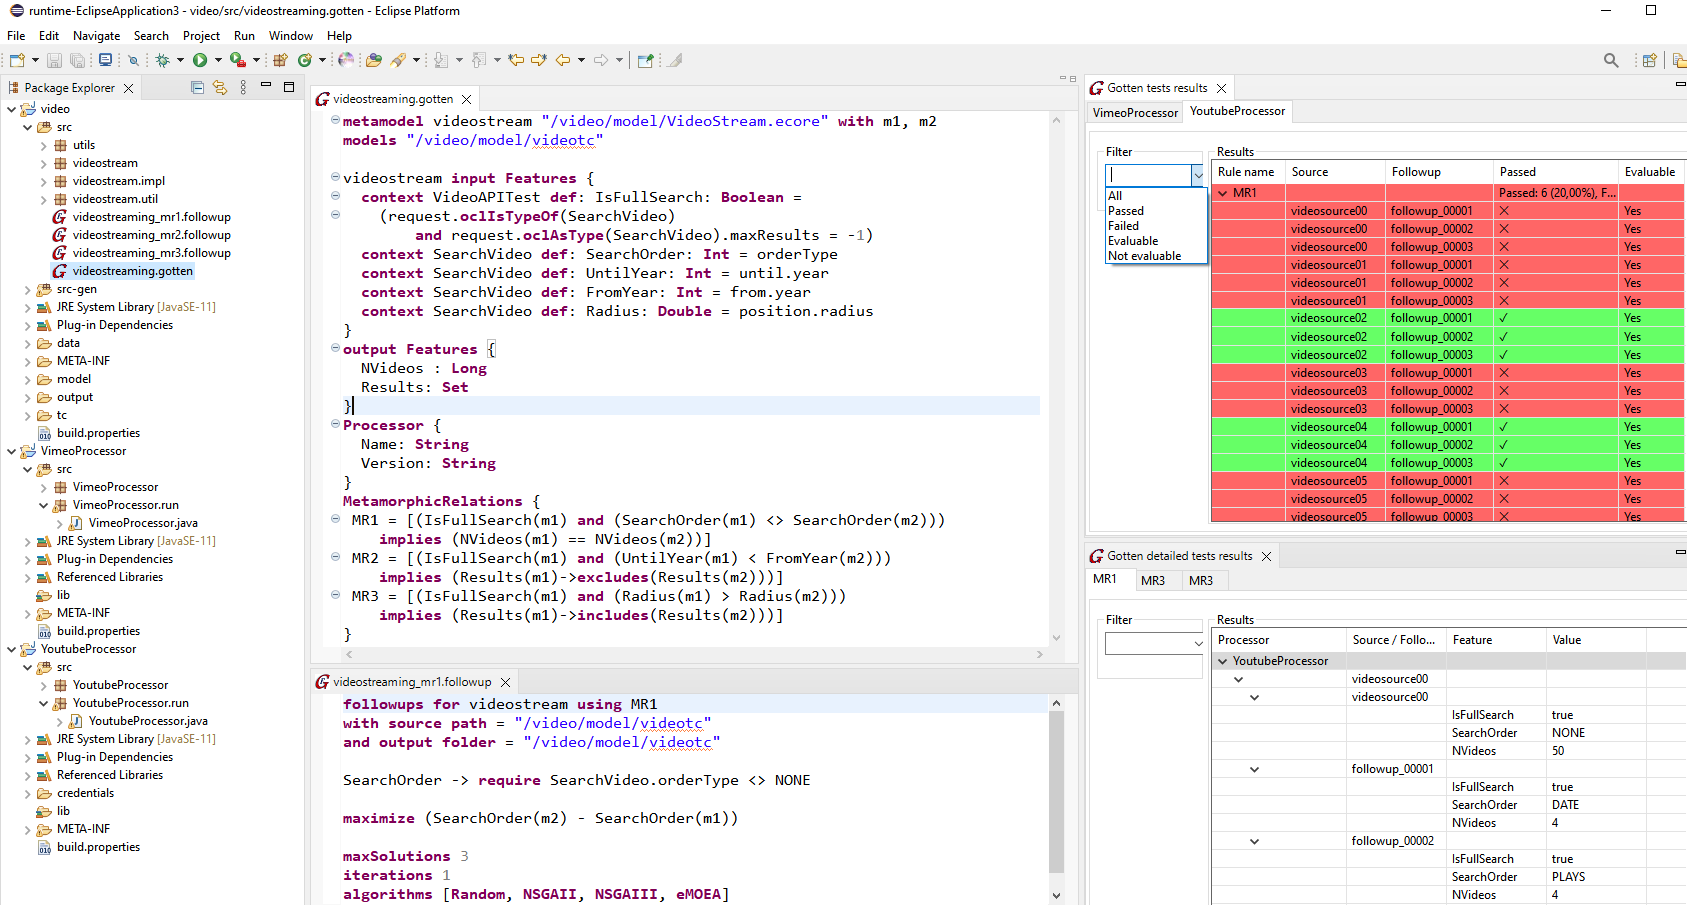 runtime-EclipseApplication3 - video/src/videostreaming.gotten - Eclipse Platform
File Edit Navigate Search Project Run Window Help
Package Explorer
video
src
utils
videostream
videostream.impl
videostream.util
videostreaming_mr1.followup
videostreaming_mr2.followup
videostreaming_mr3.followup
videostreaming.gotten
src-gen
JRE System Library [JavaSE-11]
Plug-in Dependencies
data
META-INF
model
output
tc
build.properties
VimeoProcessor
src
VimeoProcessor
VimeoProcessor.run
VimeoProcessor.java
JRE System Library [JavaSE-11]
Plug-in Dependencies
Referenced Libraries
lib
META-INF
build.properties
YoutubeProcessor
src
YoutubeProcessor
YoutubeProcessor.run
YoutubeProcessor.java
JRE System Library [JavaSE-11]
Plug-in Dependencies
Referenced Libraries
credentials
lib
META-INF
build.properties
videostreaming.gotten
metamodel videostream "/video/model/VideoStream.ecore" with m1, m2
models "/video/model/videotc"
videostream input Features {
context VideoAPITest def: IsFullSearch: Boolean =
(request.oclIsTypeOf(SearchVideo)
and request.oclAsType(SearchVideo).maxResults = -1)
context SearchVideo def: SearchOrder: Int = orderType
context SearchVideo def: UntilYear: Int = until.year
context SearchVideo def: FromYear: Int = from.year
context SearchVideo def: Radius: Double = position.radius
}
output Features {
NVideos : Long
Results: Set
}
Processor {
Name: String
Version: String
}
MetamorphicRelations {
MR1 = [(IsFullSearch(m1) and (SearchOrder(m1) <> SearchOrder(m2)))
implies (NVideos(m1) == NVideos(m2))]
MR2 = [(IsFullSearch(m1) and (UntilYear(m1) < FromYear(m2)))
implies (Results(m1)->excludes(Results(m2)))]
MR3 = [(IsFullSearch(m1) and (Radius(m1) > Radius(m2)))
implies (Results(m1)->includes(Results(m2)))]
}
videostreaming_mr1.followup
followups for videostream using MR1
with source path = "/video/model/videotc"
and output folder = "/video/model/videotc"
SearchOrder -> require SearchVideo.orderType <> NONE
maximize (SearchOrder(m2) - SearchOrder(m1))
maxSolutions 3
iterations 1
algorithms [Random, NSGAII, NSGAIII, eMOEA]
Gotten tests results
VimeoProcessor YoutubeProcessor
Filter
All
Passed
Failed
Evaluable
Not evaluable
Results
Rule name Source Followup Passed Evaluable
MR1 Passed: 6 (20,00%), F...
videosource00 followup_00001 ✕ Yes
videosource00 followup_00002 ✕ Yes
videosource00 followup_00003 ✕ Yes
videosource01 followup_00001 ✕ Yes
videosource01 followup_00002 ✕ Yes
videosource01 followup_00003 ✕ Yes
videosource02 followup_00001 ✓ Yes
videosource02 followup_00002 ✓ Yes
videosource02 followup_00003 ✓ Yes
videosource03 followup_00001 ✕ Yes
videosource03 followup_00002 ✕ Yes
videosource03 followup_00003 ✕ Yes
videosource04 followup_00001 ✓ Yes
videosource04 followup_00002 ✓ Yes
videosource04 followup_00003 ✓ Yes
videosource05 followup_00001 ✕ Yes
videosource05 followup_00002 ✕ Yes
videosource05 followup_00003 ✕ Yes
Gotten detailed tests results
MR1 MR3 MR3
Filter
Results
Processor Source / Follo... Feature Value
YoutubeProcessor
videosource00
videosource00
IsFullSearch true
SearchOrder NONE
NVideos 50
followup_00001
IsFullSearch true
SearchOrder DATE
NVideos 4
followup_00002
IsFullSearch true
SearchOrder PLAYS
NVideos 4